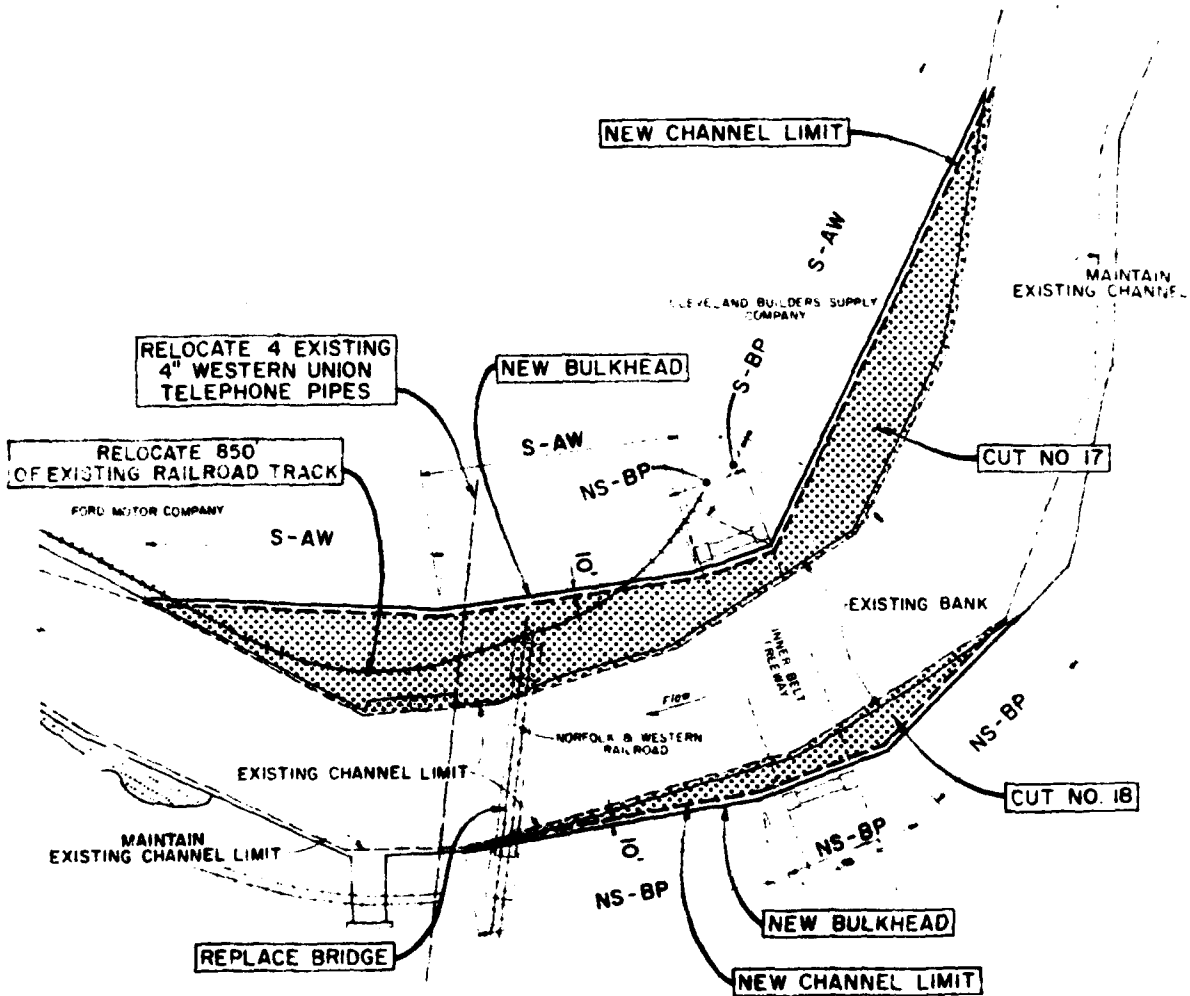 NEW CHANNEL LIMIT
S-AW
MAINTAIN
EXISTING CHANNEL
CLEVELAND BUILDERS SUPPLY
COMPANY
RELOCATE 4 EXISTING
4" WESTERN UNION
TELEPHONE PIPES
NEW BULKHEAD
S-BP
S-AW
RELOCATE 850'
OF EXISTING RAILROAD TRACK
NS-BP
CUT NO. 17
FORD MOTOR COMPANY
S-AW
10'
EXISTING BANK
INNER BELT
FREEWAY
Flow
NORFOLK & WESTERN
RAILROAD
NS-BP
EXISTING CHANNEL LIMIT
CUT NO. 18
MAINTAIN
EXISTING CHANNEL LIMIT
10'
NS-BP
NS-BP
NEW BULKHEAD
REPLACE BRIDGE
NEW CHANNEL LIMIT